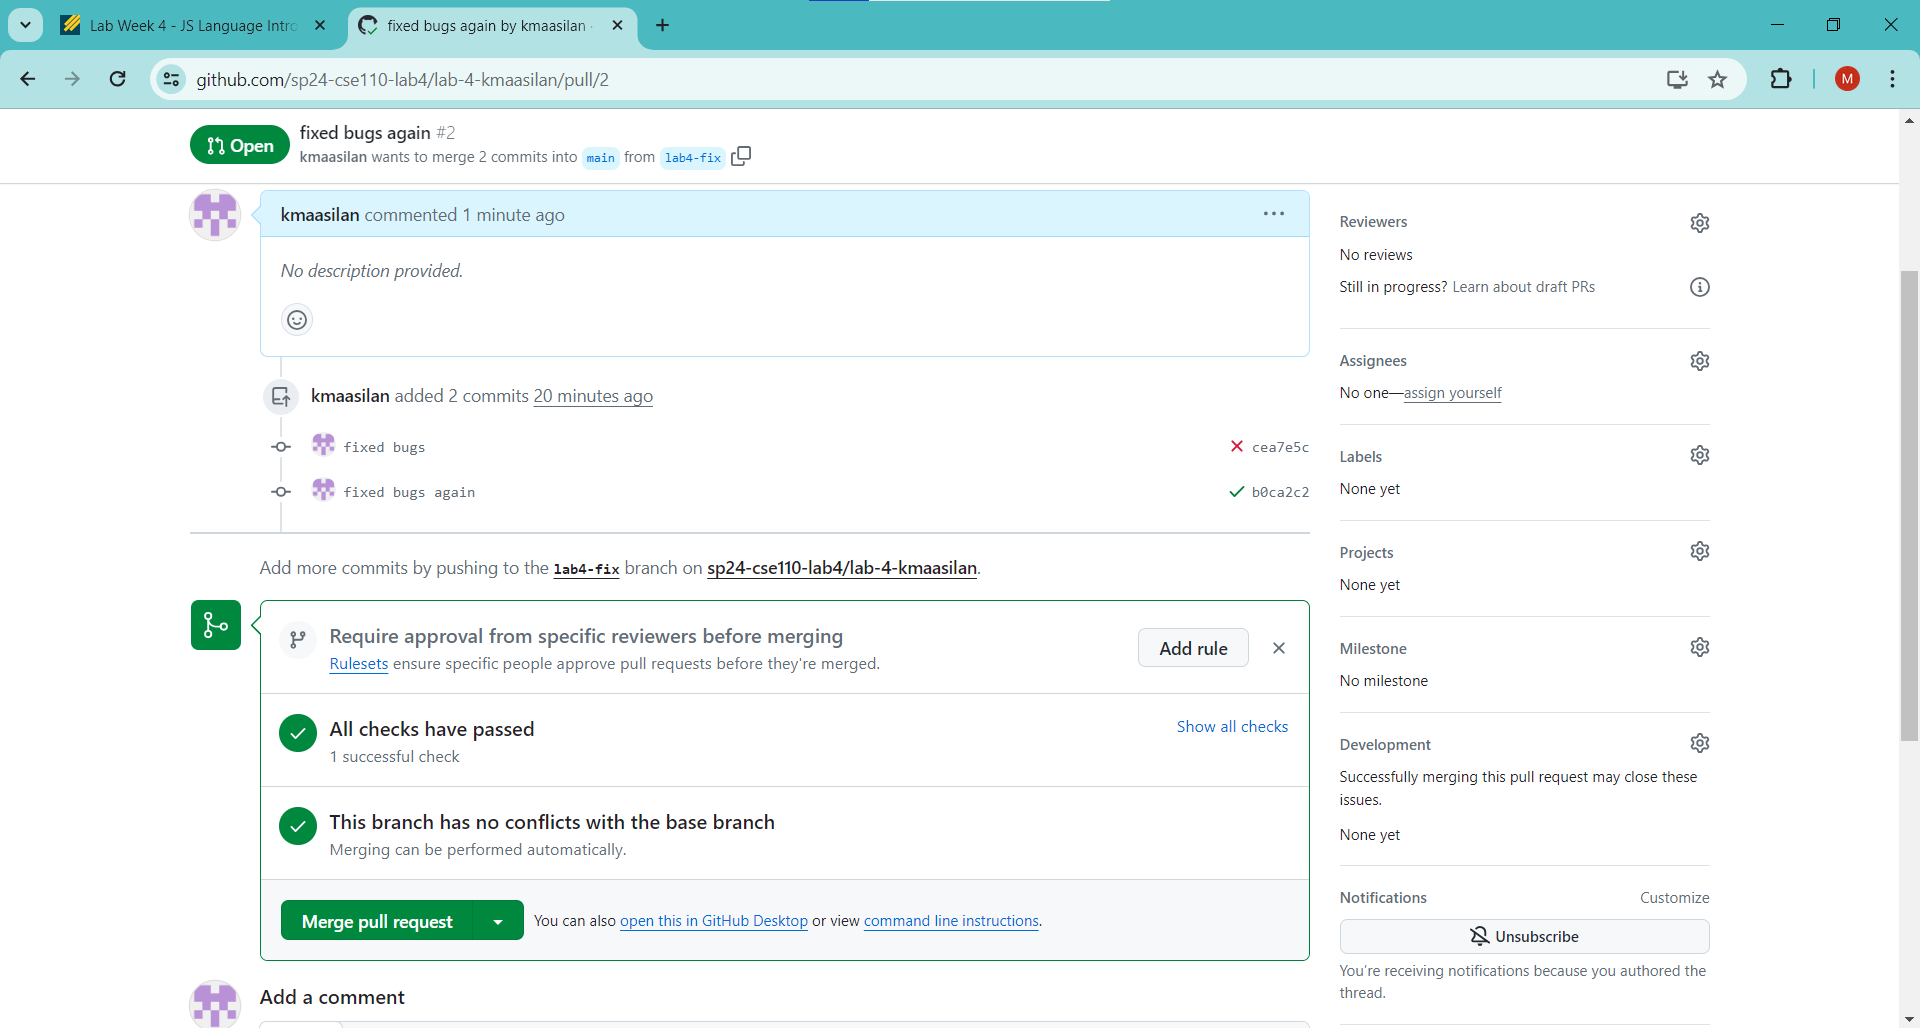 Lab Week 4 - JS Language Intro
fixed bugs again by kmaasilan ·
github.com/sp24-cse110-lab4/lab-4-kmaasilan/pull/2
M
Open
fixed bugs again #2
kmaasilan wants to merge 2 commits into main from lab4-fix
kmaasilan commented 1 minute ago
No description provided.
kmaasilan added 2 commits 20 minutes ago
fixed bugs cea7e5c
fixed bugs again b0ca2c2
Add more commits by pushing to the lab4-fix branch on sp24-cse110-lab4/lab-4-kmaasilan.
Require approval from specific reviewers before merging
Rulesets ensure specific people approve pull requests before they're merged.
Add rule
All checks have passed
1 successful check
Show all checks
This branch has no conflicts with the base branch
Merging can be performed automatically.
Merge pull request
You can also open this in GitHub Desktop or view command line instructions.
Add a comment
Reviewers
No reviews
Still in progress? Learn about draft PRs
Assignees
No one—assign yourself
Labels
None yet
Projects
None yet
Milestone
No milestone
Development
Successfully merging this pull request may close these
issues.
None yet
Notifications
Customize
Unsubscribe
You're receiving notifications because you authored the
thread.